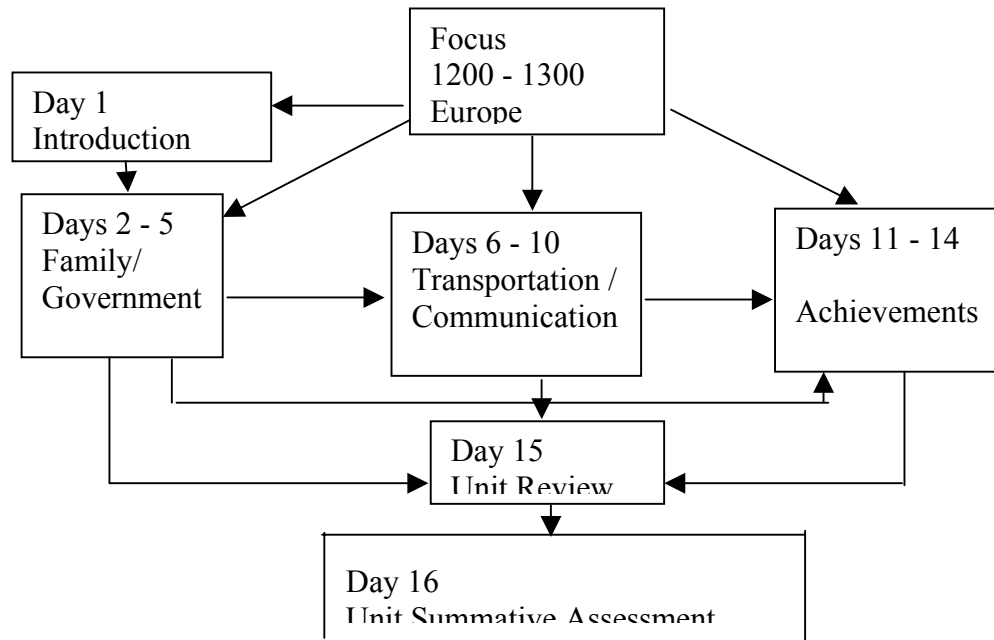 Focus
1200 - 1300
Europe
Day 1
Introduction
Days 2 - 5
Family/
Government
Days 6 - 10
Transportation /
Communication
Days 11 - 14
Achievements
Day 15
Unit Review
Day 16
Unit Summative Assessment